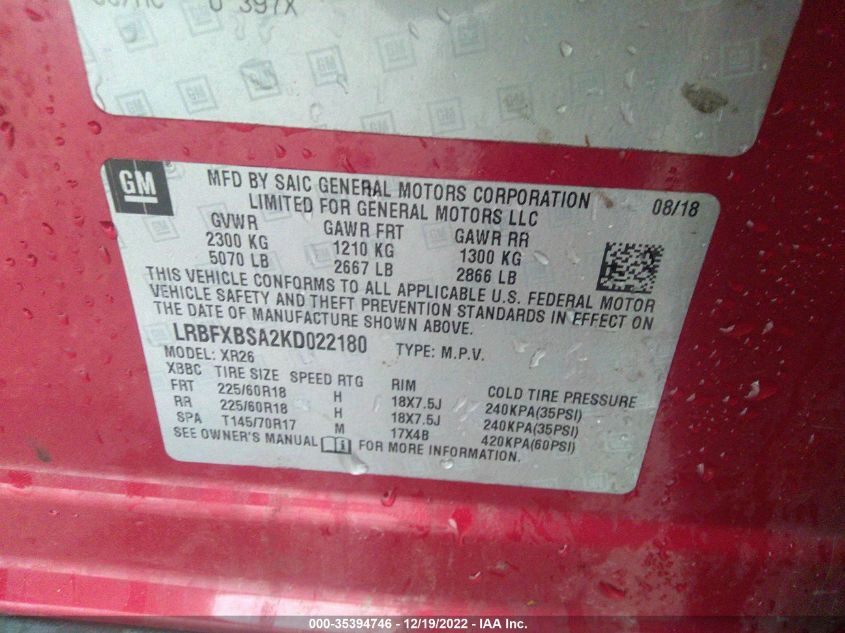 0 397X
GM
MFD BY SAIC GENERAL MOTORS CORPORATION
LIMITED FOR GENERAL MOTORS LLC
08/18
GVWR GAWR FRT GAWR RR
2300 KG 1210 KG 1300 KG
5070 LB 2667 LB 2866 LB
THIS VEHICLE CONFORMS TO ALL APPLICABLE U.S. FEDERAL MOTOR
VEHICLE SAFETY AND THEFT PREVENTION STANDARDS IN EFFECT ON
THE DATE OF MANUFACTURE SHOWN ABOVE.
LRBFXBSA2KD022180 TYPE: M.P.V.
MODEL: XR26
XBBC TIRE SIZE SPEED RTG RIM COLD TIRE PRESSURE
FRT 225/60R18 H 18X7.5J 240KPA(35PSI)
RR 225/60R18 H 18X7.5J 240KPA(35PSI)
SPA T145/70R17 M 17X4B 420KPA(60PSI)
SEE OWNER'S MANUAL FOR MORE INFORMATION.
000-35394746 - 12/19/2022 - IAA Inc.